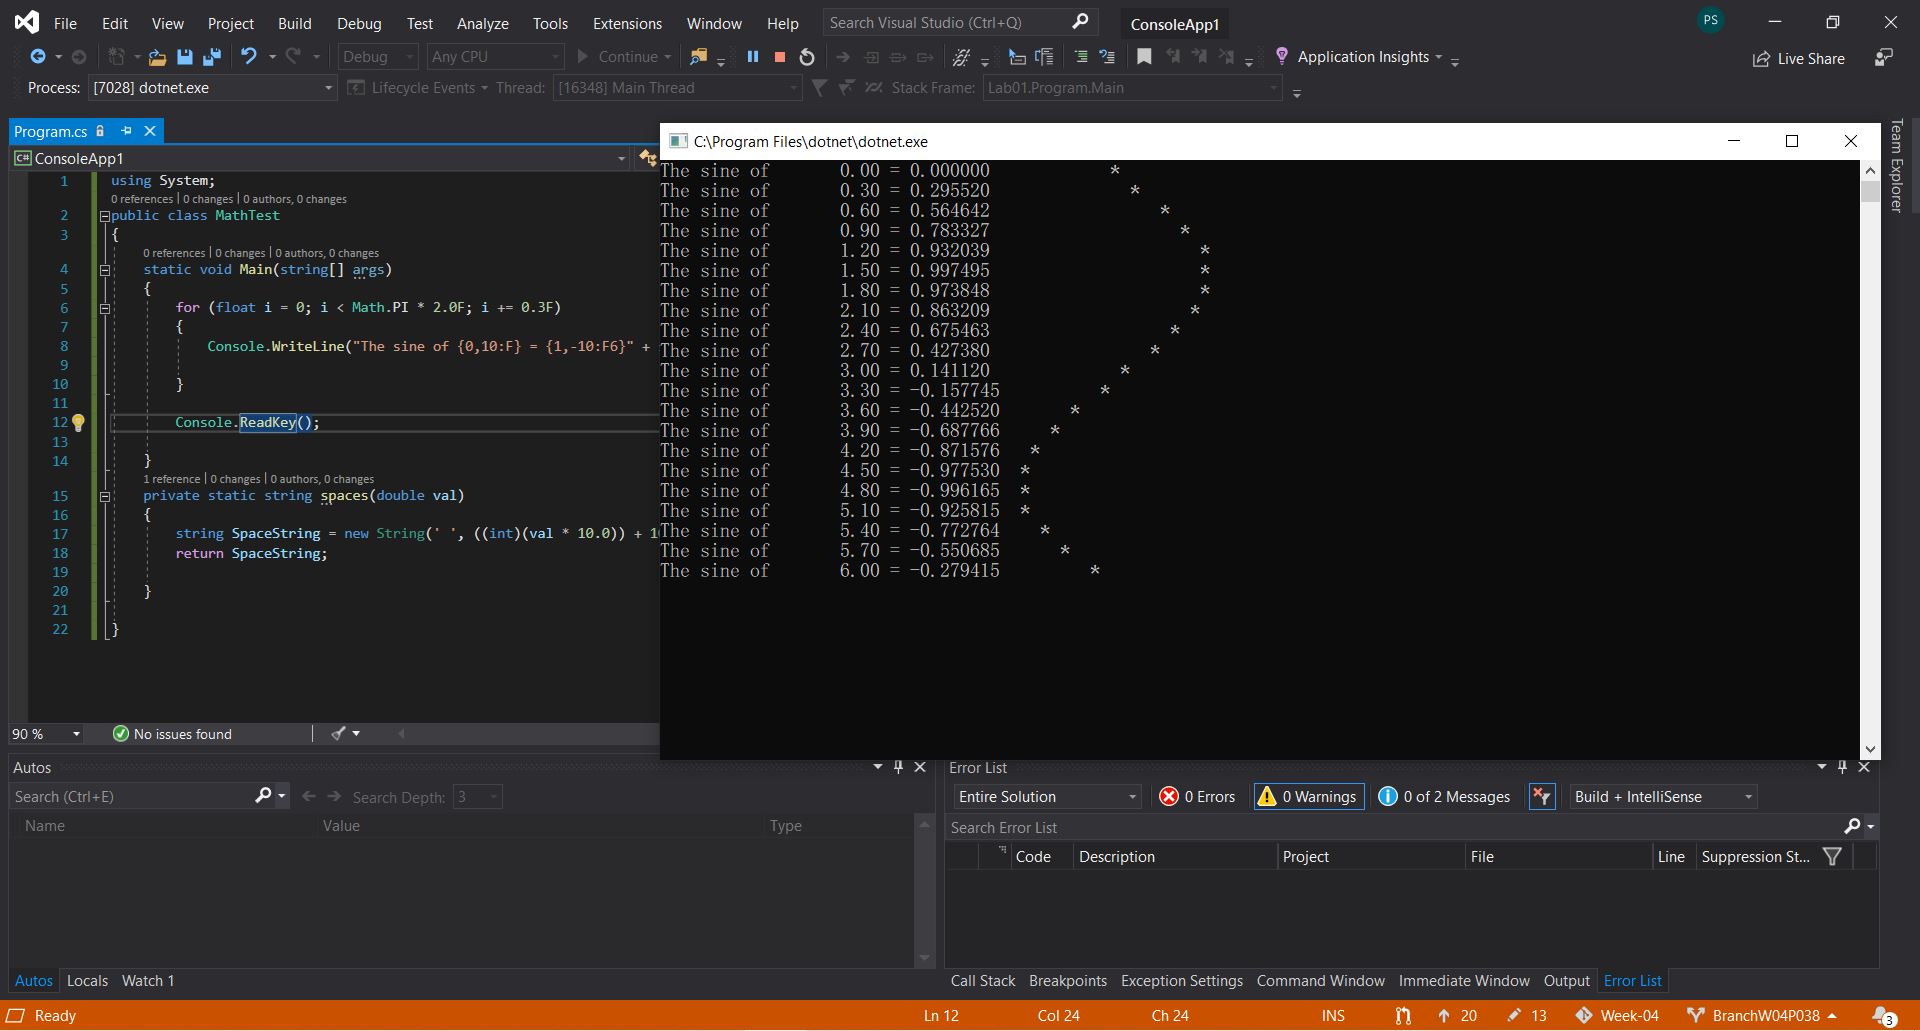 File Edit View Project Build Debug Test Analyze Tools Extensions Window Help Search Visual Studio (Ctrl+Q) ConsoleApp1 PS
Debug Any CPU Continue Application Insights Live Share
Process: [7028] dotnet.exe Lifecycle Events Thread: [16348] Main Thread Stack Frame: Lab01.Program.Main
Program.cs
C# ConsoleApp1
1 using System;
0 references | 0 changes | 0 authors, 0 changes
2 public class MathTest
3 {
0 references | 0 changes | 0 authors, 0 changes
4 static void Main(string[] args)
5 {
6 for (float i = 0; i < Math.PI * 2.0F; i += 0.3F)
7 {
8 Console.WriteLine("The sine of {0,10:F} = {1,-10:F6}" +
9
10 }
11
12 Console.ReadKey();
13
14 }
1 reference | 0 changes | 0 authors, 0 changes
15 private static string spaces(double val)
16 {
17 string SpaceString = new String(' ', ((int)(val * 10.0)) + 1
18 return SpaceString;
19
20 }
21
22 }
90 % No issues found
C:\Program Files\dotnet\dotnet.exe
The sine of 0.00 = 0.000000 *
The sine of 0.30 = 0.295520 *
The sine of 0.60 = 0.564642 *
The sine of 0.90 = 0.783327 *
The sine of 1.20 = 0.932039 *
The sine of 1.50 = 0.997495 *
The sine of 1.80 = 0.973848 *
The sine of 2.10 = 0.863209 *
The sine of 2.40 = 0.675463 *
The sine of 2.70 = 0.427380 *
The sine of 3.00 = 0.141120 *
The sine of 3.30 = -0.157745 *
The sine of 3.60 = -0.442520 *
The sine of 3.90 = -0.687766 *
The sine of 4.20 = -0.871576 *
The sine of 4.50 = -0.977530 *
The sine of 4.80 = -0.996165 *
The sine of 5.10 = -0.925815 *
The sine of 5.40 = -0.772764 *
The sine of 5.70 = -0.550685 *
The sine of 6.00 = -0.279415 *
Team Explorer
Autos
Search (Ctrl+E) Search Depth: 3
Name Value Type
Autos Locals Watch 1
Error List
Entire Solution 0 Errors 0 Warnings 0 of 2 Messages Build + IntelliSense
Search Error List
Code Description Project File Line Suppression St...
Call Stack Breakpoints Exception Settings Command Window Immediate Window Output Error List
Ready Ln 12 Col 24 Ch 24 INS 20 13 Week-04 BranchW04P038 3